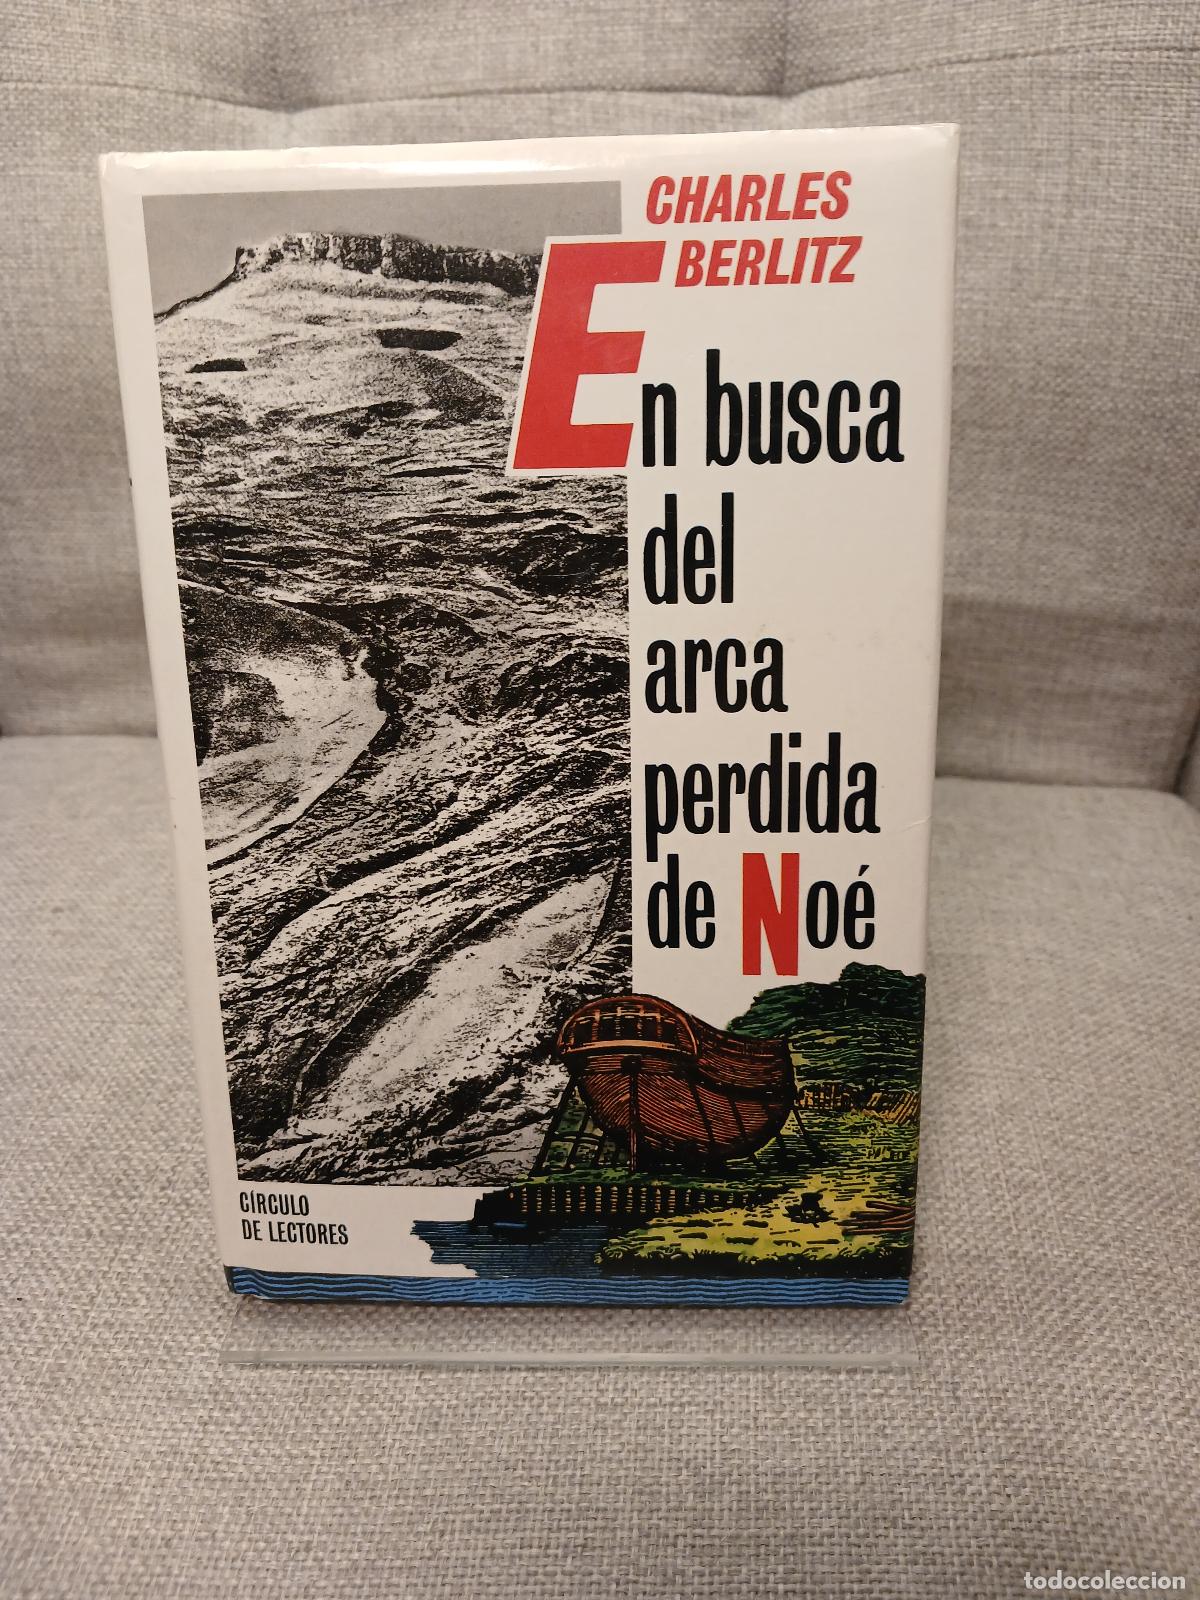 CHARLES
BERLITZ
En busca
del
arca
perdida
de Noé
CÍRCULO
DE LECTORES
todocoleccion